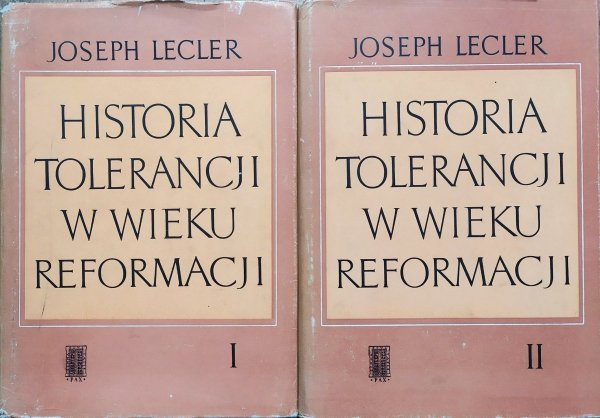 JOSEPH LECLER
HISTORIA
TOLERANCJI
W WIEKU
REFORMACJI
I
• PAX •
JOSEPH LECLER
HISTORIA
TOLERANCJI
W WIEKU
REFORMACJI
II
• PAX •